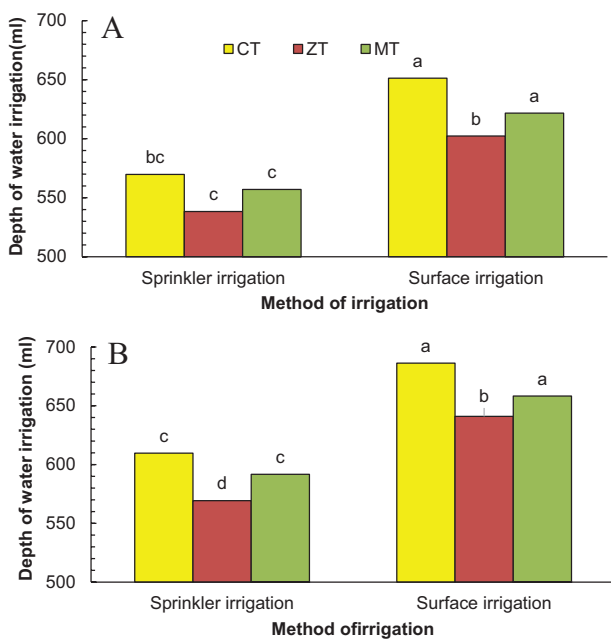 A
CT ZT MT
Depth of water irrigation(ml)
700
650
600
550
500
bc
c
c
a
b
a
Sprinkler irrigation Surface irrigation
Method of irrigation
B
Depth of water irrigation (ml)
700
650
600
550
500
c
d
c
a
b
a
Sprinkler irrigation Surface irrigation
Method ofirrigation